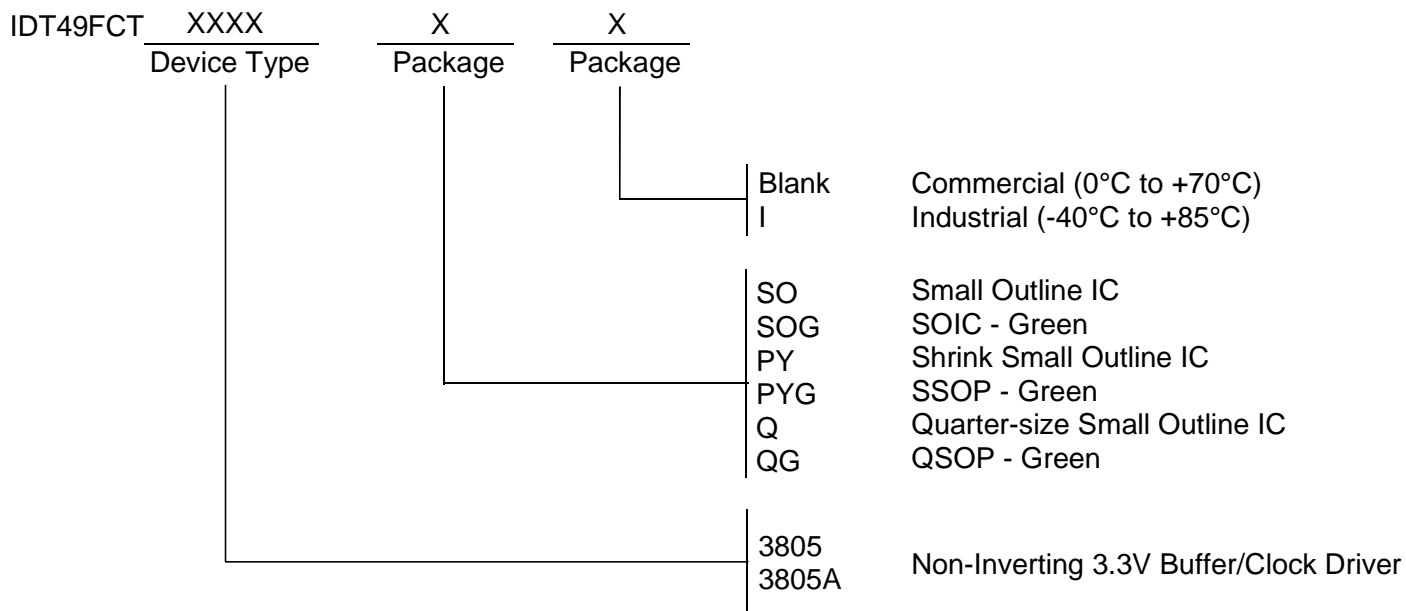 IDT49FCT XXXX X X
Device Type Package Package
Blank Commercial (0°C to +70°C)
I Industrial (-40°C to +85°C)
SO Small Outline IC
SOG SOIC - Green
PY Shrink Small Outline IC
PYG SSOP - Green
Q Quarter-size Small Outline IC
QG QSOP - Green
3805
3805A Non-Inverting 3.3V Buffer/Clock Driver